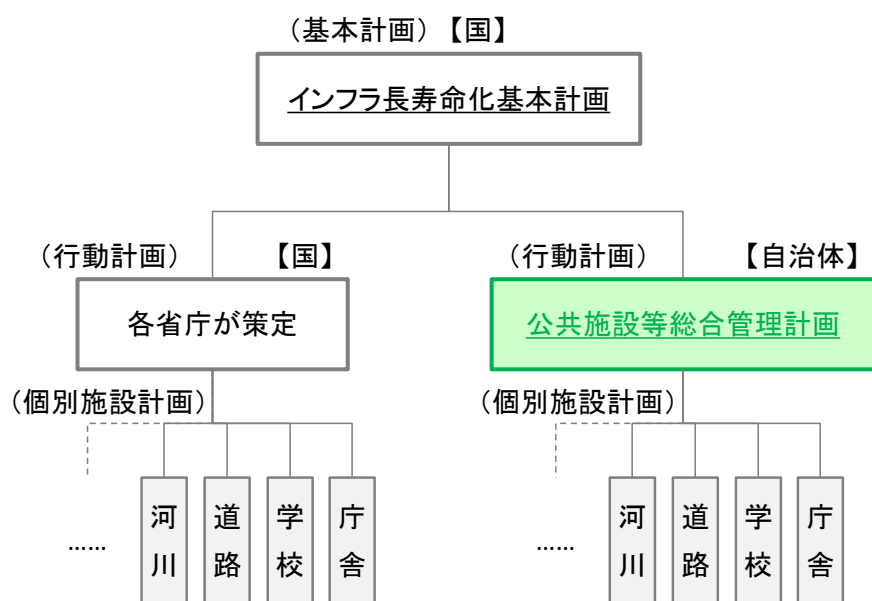 （基本計画）【国】
インフラ長寿命化基本計画
（行動計画） 【国】
（行動計画） 【自治体】
各省庁が策定
公共施設等総合管理計画
（個別施設計画）
（個別施設計画）
……
河川
道路
学校
庁舎
……
河川
道路
学校
庁舎